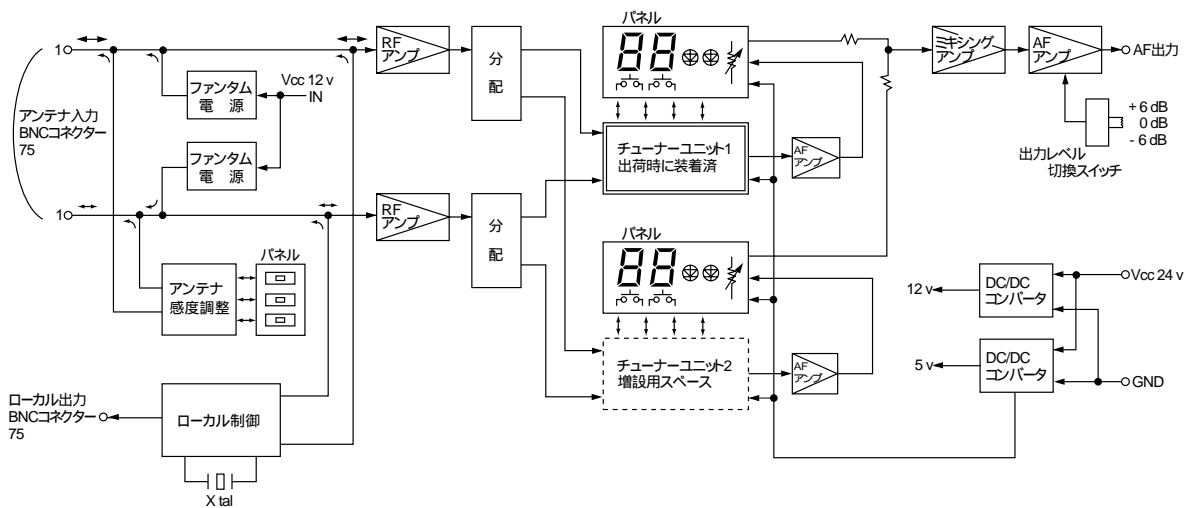 パネル
88
RF
アンプ
分
配
ミキシング
アンプ
AF
アンプ
AF出力
1
ファンタム
電 源
Vcc 12 v
IN
アンテナ入力
BNCコネクター
75
チューナーユニット1
出荷時に装着済
AF
アンプ
+ 6 dB
0 dB
- 6 dB
出力レベル
切換スイッチ
ファンタム
電 源
1
RF
アンプ
分
配
パネル
88
パネル
アンテナ
感度調整
12 v
DC/DC
コンバータ
Vcc 24 v
チューナーユニット2
増設用スペース
AF
アンプ
5 v
DC/DC
コンバータ
GND
ローカル出力
BNCコネクター
75
ローカル制御
X tal